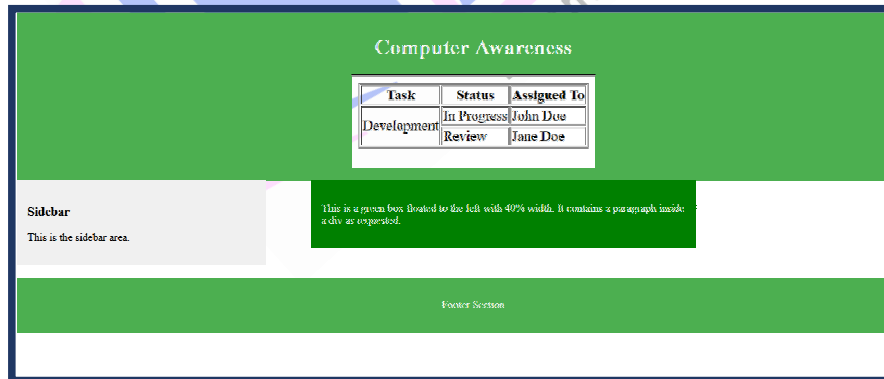 Computer Awareness
Task Status Assigned To
Development In Progress John Doe
Review Jane Doe
Sidebar
This is the sidebar area.
This is a green box floated to the left with 40% width. It contains a paragraph inside
a div as requested.
Footer Section